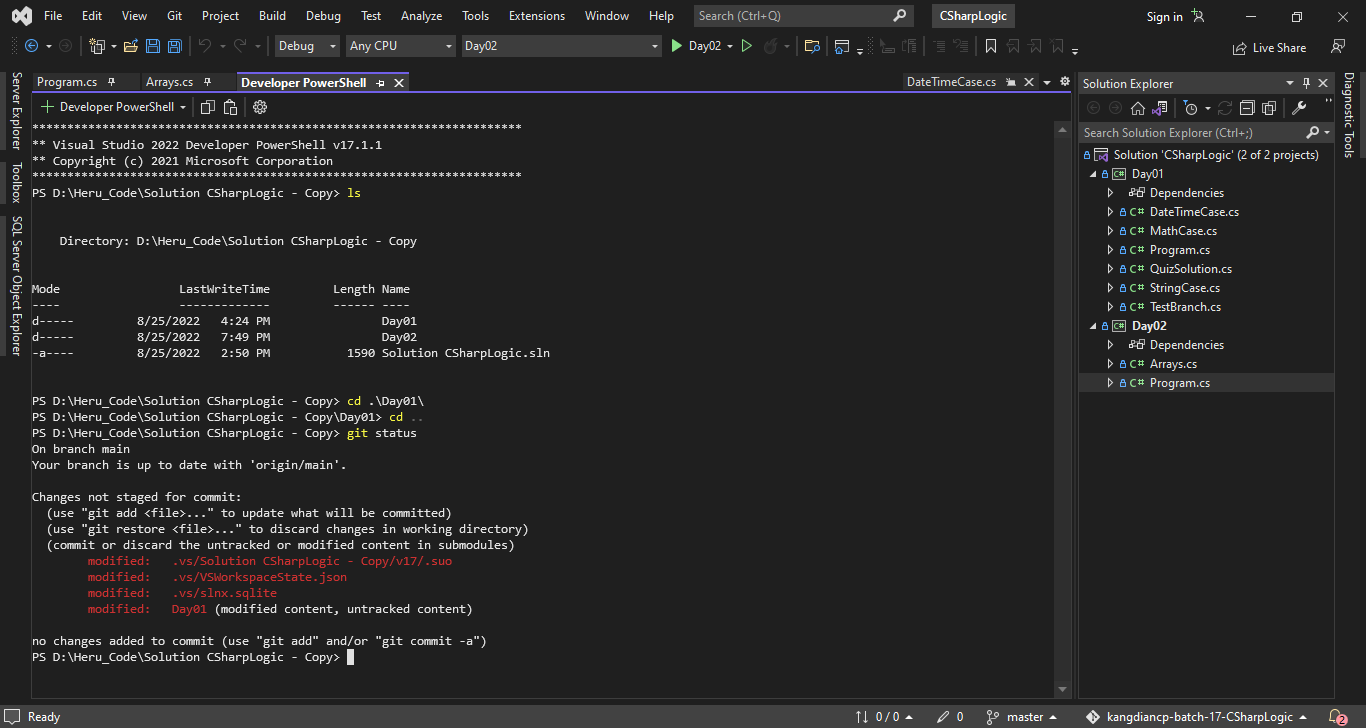 File Edit View Git Project Build Debug Test Analyze Tools Extensions Window Help Search (Ctrl+Q) CSharpLogic Sign in
Debug Any CPU Day02 Day02 Live Share
Server Explorer
Toolbox
SQL Server Object Explorer
Program.cs Arrays.cs Developer PowerShell DateTimeCase.cs
Developer PowerShell
**********************************************************************
** Visual Studio 2022 Developer PowerShell v17.1.1
** Copyright (c) 2021 Microsoft Corporation
**********************************************************************
PS D:\Heru_Code\Solution CSharpLogic - Copy> ls
Directory: D:\Heru_Code\Solution CSharpLogic - Copy
Mode                 LastWriteTime         Length Name
----                 -------------         ------ ----
d-----         8/25/2022   4:24 PM                Day01
d-----         8/25/2022   7:49 PM                Day02
-a----         8/25/2022   2:50 PM           1590 Solution CSharpLogic.sln
PS D:\Heru_Code\Solution CSharpLogic - Copy> cd .\Day01\
PS D:\Heru_Code\Solution CSharpLogic - Copy\Day01> cd ..
PS D:\Heru_Code\Solution CSharpLogic - Copy> git status
On branch main
Your branch is up to date with 'origin/main'.
Changes not staged for commit:
(use "git add <file>..." to update what will be committed)
(use "git restore <file>..." to discard changes in working directory)
(commit or discard the untracked or modified content in submodules)
modified:   .vs/Solution CSharpLogic - Copy/v17/.suo
modified:   .vs/VSWorkspaceState.json
modified:   .vs/slnx.sqlite
modified:   Day01 (modified content, untracked content)
no changes added to commit (use "git add" and/or "git commit -a")
PS D:\Heru_Code\Solution CSharpLogic - Copy>
Solution Explorer
Search Solution Explorer (Ctrl+;)
Solution 'CSharpLogic' (2 of 2 projects)
C# Day01
Dependencies
C# DateTimeCase.cs
C# MathCase.cs
C# Program.cs
C# QuizSolution.cs
C# StringCase.cs
C# TestBranch.cs
C# Day02
Dependencies
C# Arrays.cs
C# Program.cs
Diagnostic Tools
Ready 0 / 0 0 master kangdiancp-batch-17-CSharpLogic 2